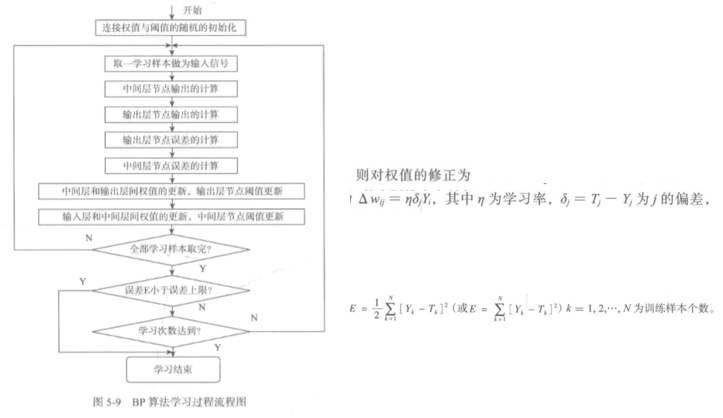 开始
连接权值与阈值的随机的初始化
取一学习样本做为输入信号
中间层节点输出的计算
输出层节点输出的计算
输出层节点误差的计算
中间层节点误差的计算
中间层和输出层间权值的更新,输出层节点阈值更新
输入层和中间层间权值的更新,中间层节点阈值更新
N
全部学习样本取完?
Y
Y
误差E小于误差上限?
N
N
学习次数达到?
Y
学习结束
图 5-9 BP 算法学习过程流程图
则对权值的修正为
Δ w_{ij} = ηδ_jY_i, 其中 η 为学习率, δ_j = T_j − Y_j 为 j 的偏差,
E = \frac{1}{2} \sum_{k=1}^{N} [Y_k − T_k]^2 (或 E = \sum_{k=1}^{N} [Y_k − T_k]^2) k = 1, 2, ⋯, N 为训练样本个数。